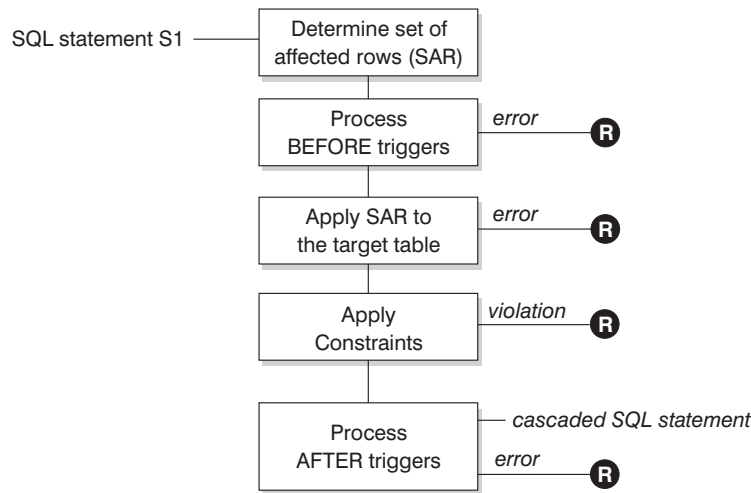 SQL statement S1
Determine set of
affected rows (SAR)
Process
BEFORE triggers
error
R
Apply SAR to
the target table
error
R
Apply
Constraints
violation
R
Process
AFTER triggers
cascaded SQL statement
error
R